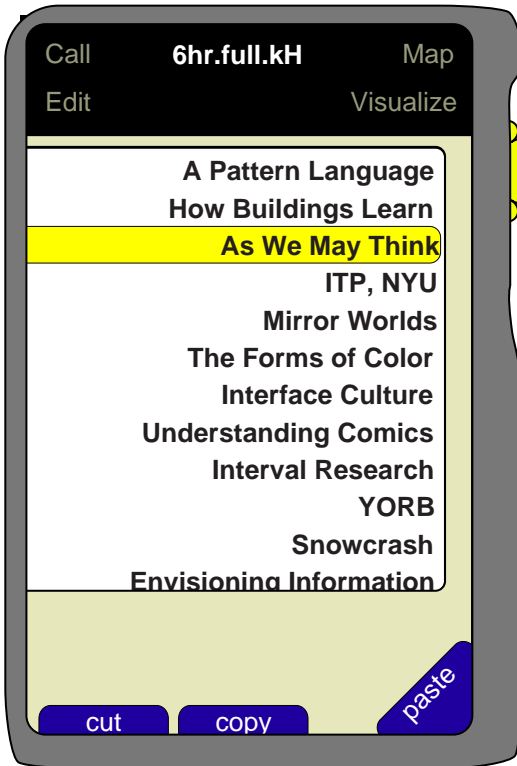 Call 6hr.full.kH Map
Edit Visualize
A Pattern Language
How Buildings Learn
As We May Think
ITP, NYU
Mirror Worlds
The Forms of Color
Interface Culture
Understanding Comics
Interval Research
YORB
Snowcrash
Envisioning Information
cut copy paste